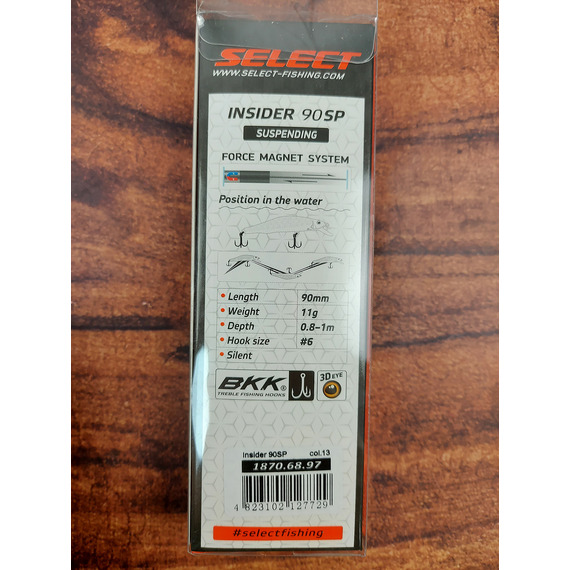 SELECT
WWW.SELECT-FISHING.COM
INSIDER 90SP
SUSPENDING
FORCE MAGNET SYSTEM
Position in the water
• Length 90mm
• Weight 11g
• Depth 0.8–1m
• Hook size #6
• Silent
BKK®
TREBLE FISHING HOOKS
3D EYE
Insider 90SP col.13
1870.68.97
4 823102 127729
#selectfishing